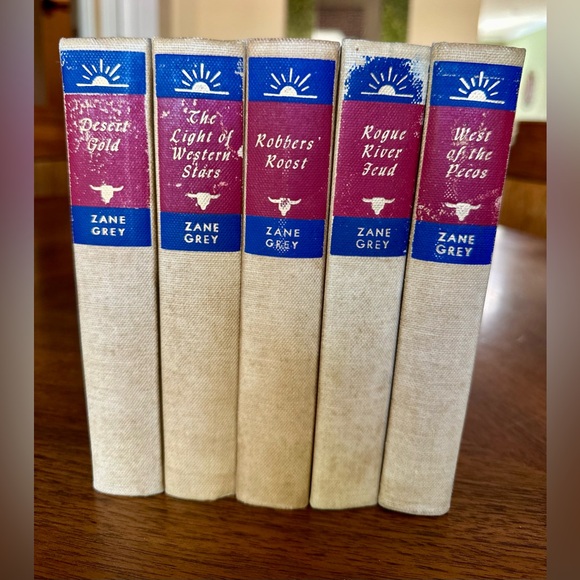 Desert
Gold
ZANE
GREY
The
Light of
Western
Stars
ZANE
GREY
Robbers'
Roost
ZANE
GREY
Rogue
River
Feud
ZANE
GREY
West
of the
Pecos
ZANE
GREY